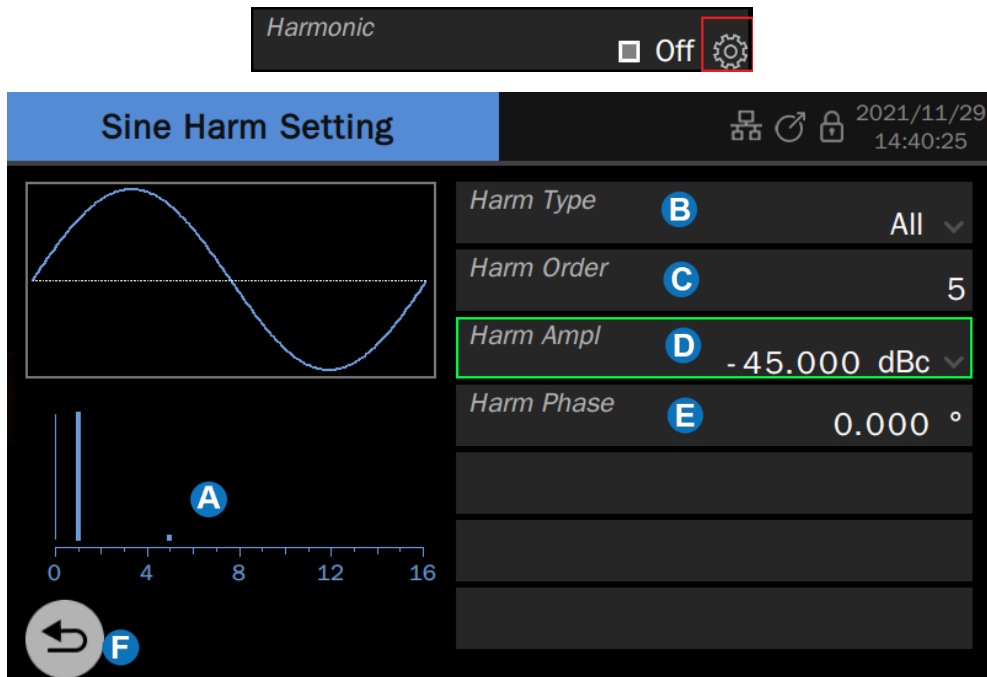 Harmonic
Off
Sine Harm Setting
2021/11/29
14:40:25
Harm Type
B
All
Harm Order
C
5
Harm Ampl
D
-45.000 dBc
Harm Phase
E
0.000 °
A
0 4 8 12 16
F